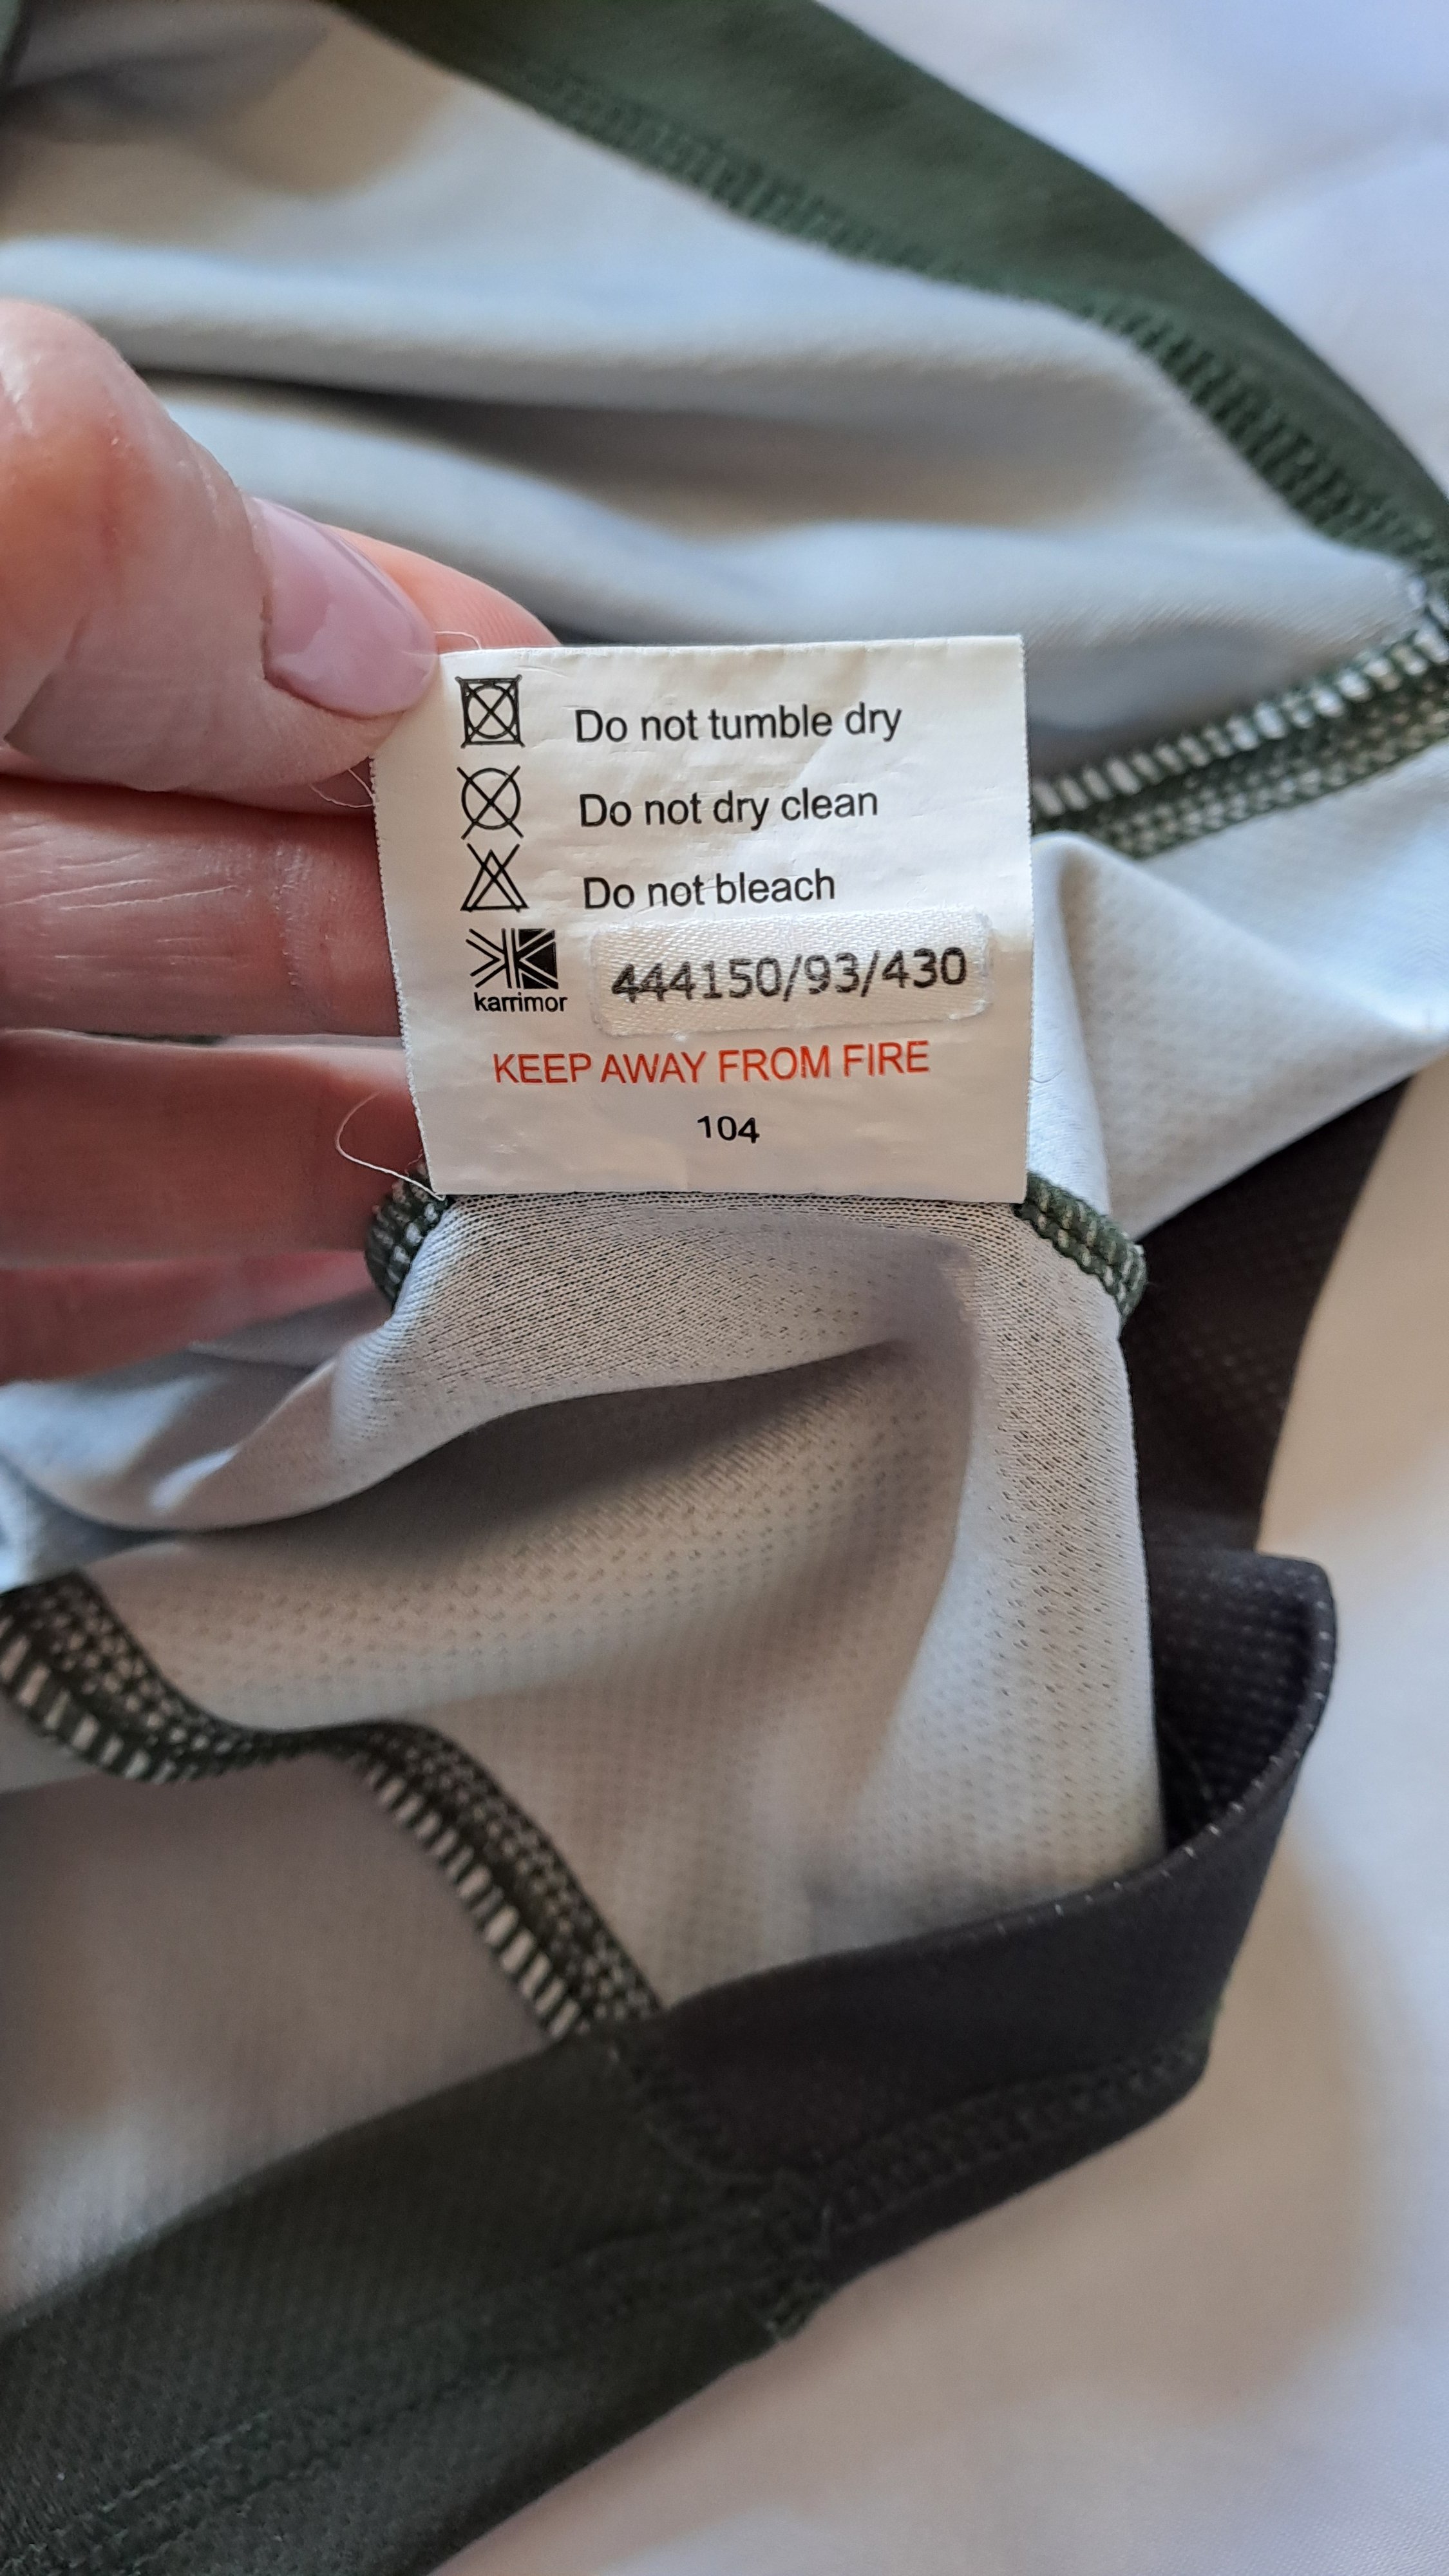 Do not tumble dry
Do not dry clean
Do not bleach
karrimor
444150/93/430
KEEP AWAY FROM FIRE
104